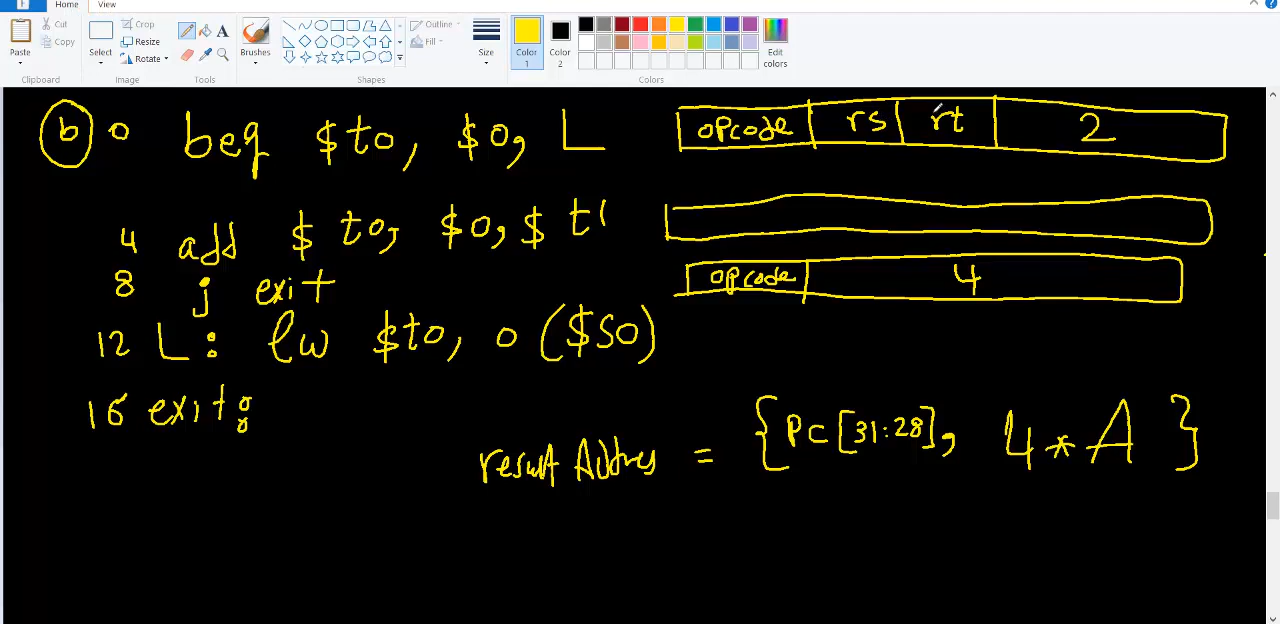 Home View
Paste
Cut
Copy
Clipboard
Select
Crop
Resize
Rotate
Image
Tools
Brushes
Shapes
Outline
Fill
Size
Color 1
Color 2
Edit colors
Colors
b 0 beq $t0, $0, L
opcode rs rt 2
4 add $t0, $0, $t1
8 j exit
opcode 4
12 L: lw $t0, 0($s0)
16 exit:
result Address = {PC[31:28], 4*A}